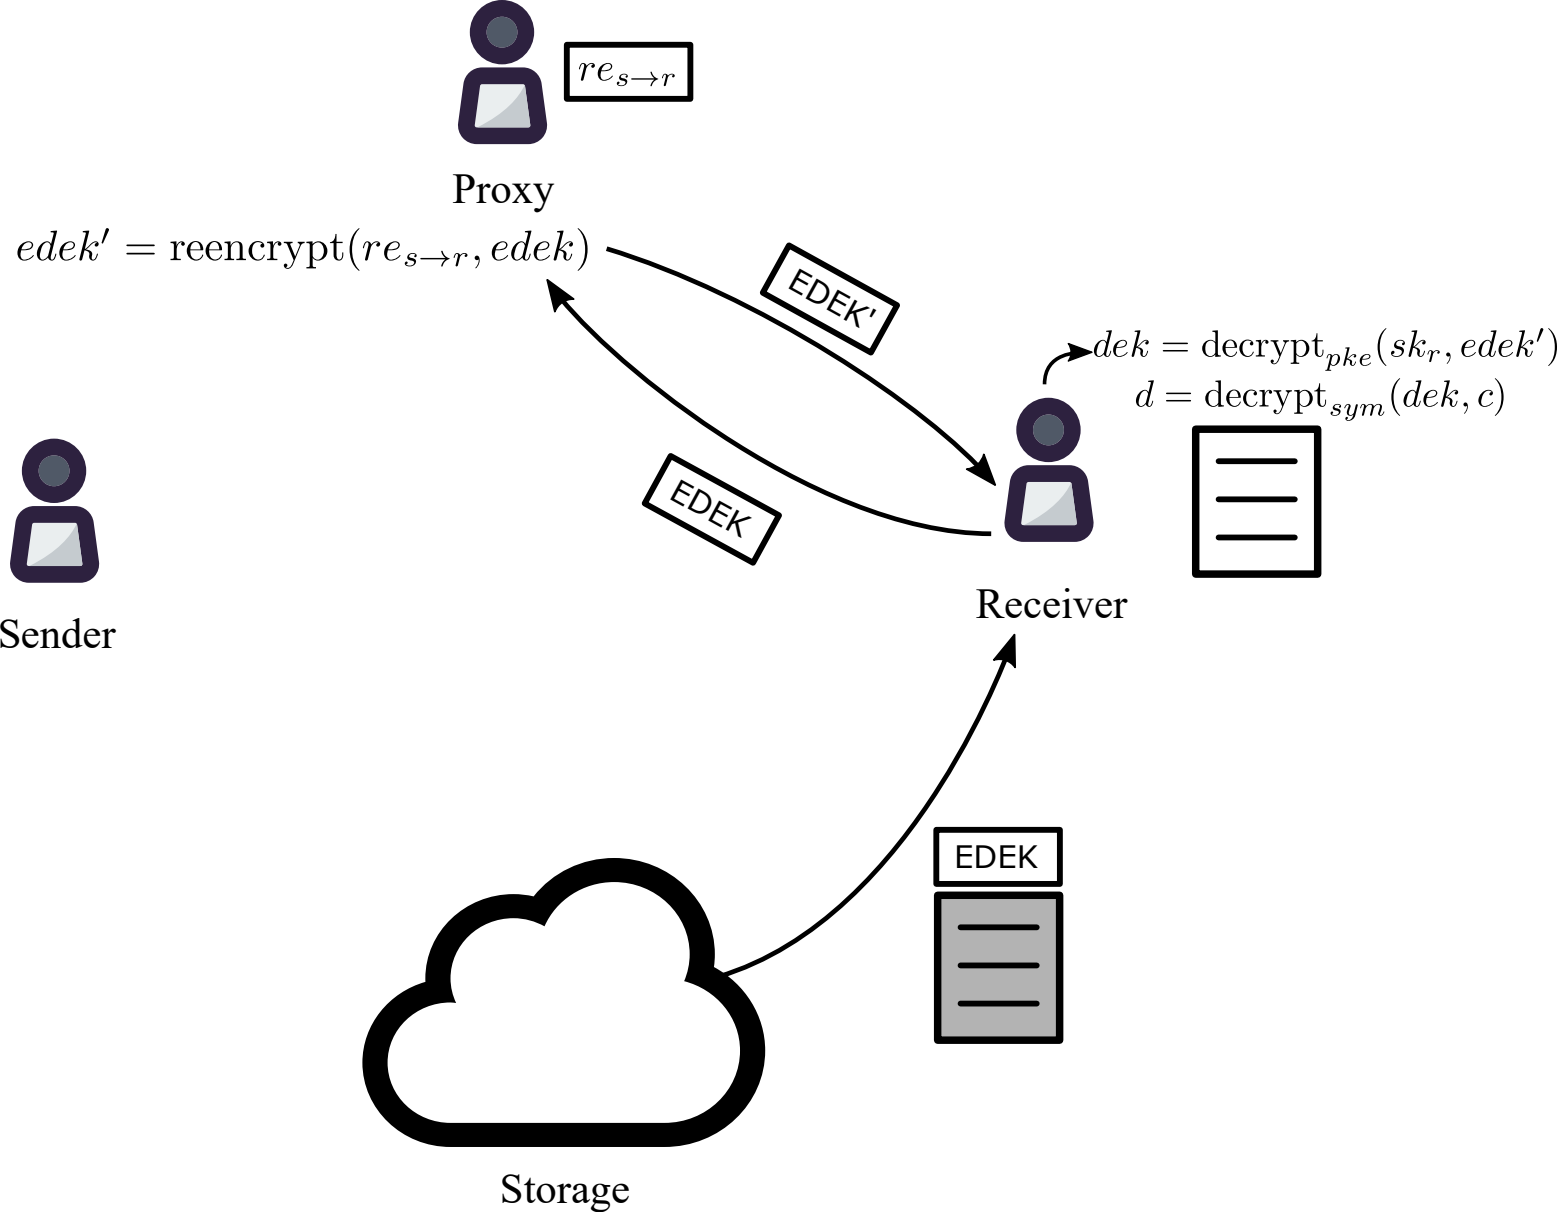 re_{s→r}
Proxy
edek′ = reencrypt(re_{s→r}, edek)
EDEK'
dek = decrypt_{pke}(sk_r, edek′)
d = decrypt_{sym}(dek, c)
EDEK
Receiver
Sender
EDEK
Storage